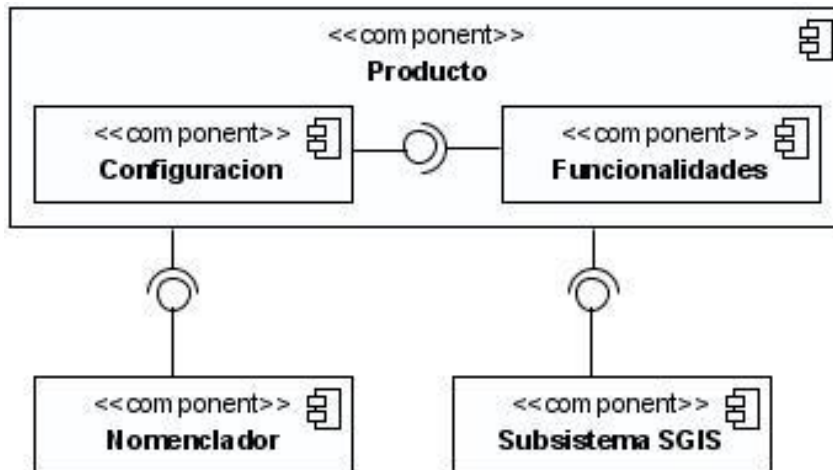 <<component>>
Producto
<<component>>
Configuracion
<<component>>
Funcionalidades
<<component>>
Nomenclador
<<component>>
Subsistema SGIS